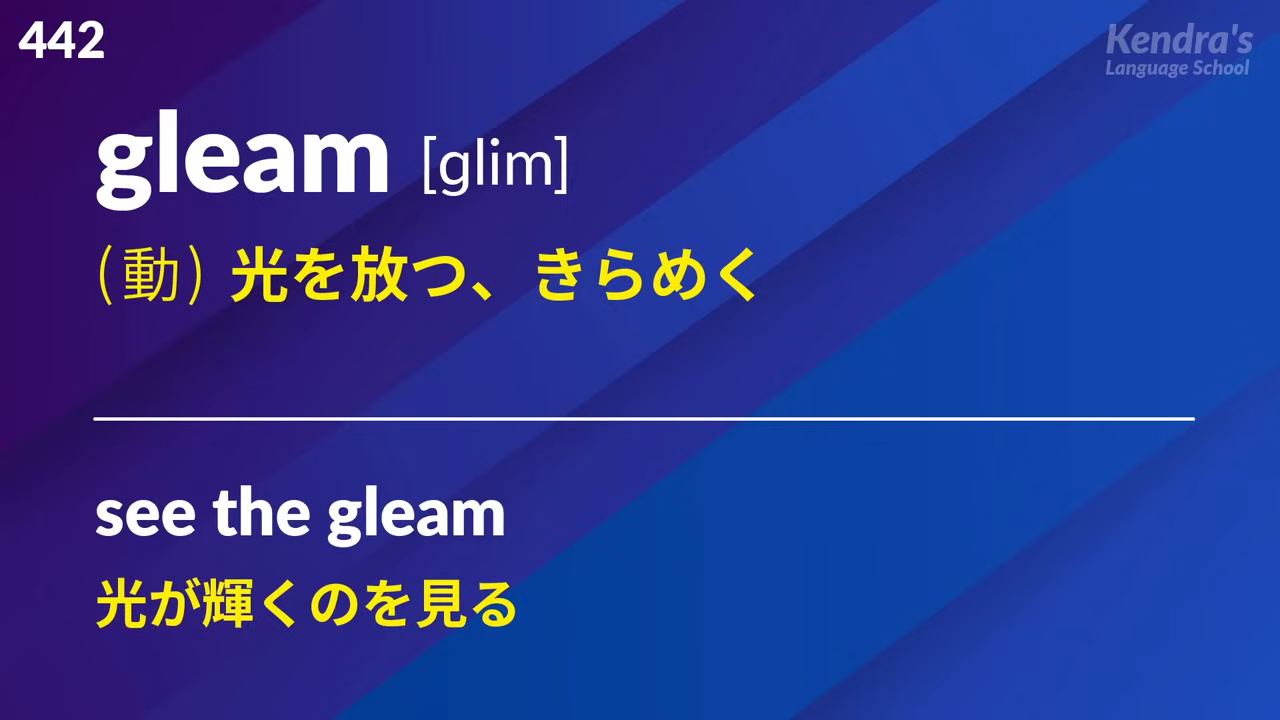 442
Kendra's
Language School
gleam [glim]
(動) 光を放つ、きらめく
see the gleam
光が輝くのを見る